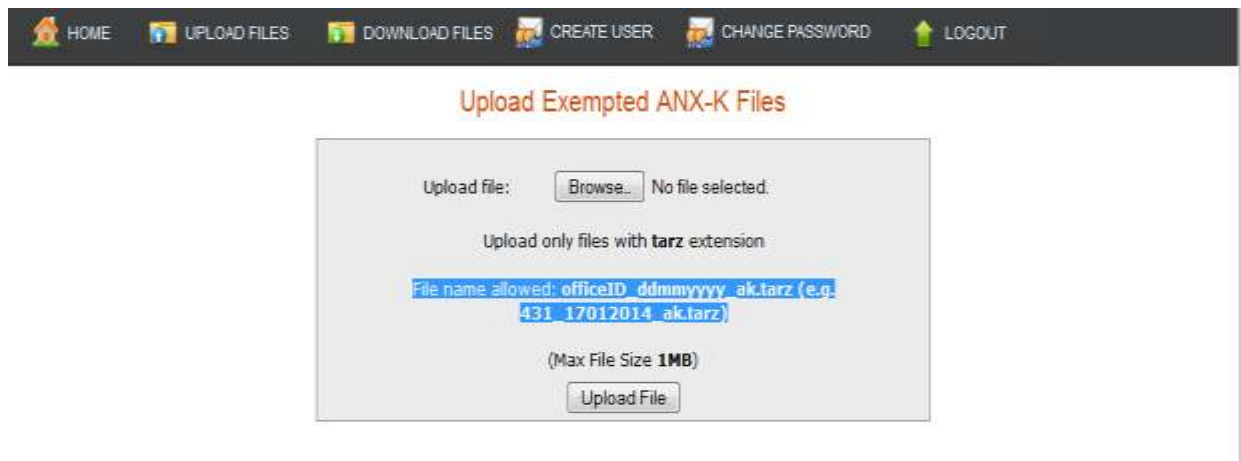 HOME UPLOAD FILES DOWNLOAD FILES CREATE USER CHANGE PASSWORD LOGOUT
Upload Exempted ANX-K Files
Upload file: Browse.. No file selected.
Upload only files with tarz extension
File name allowed: officeID_ddmmyyyy_ak.tarz (e.g.
431_17012014_ak.tarz)
(Max File Size 1MB)
Upload File